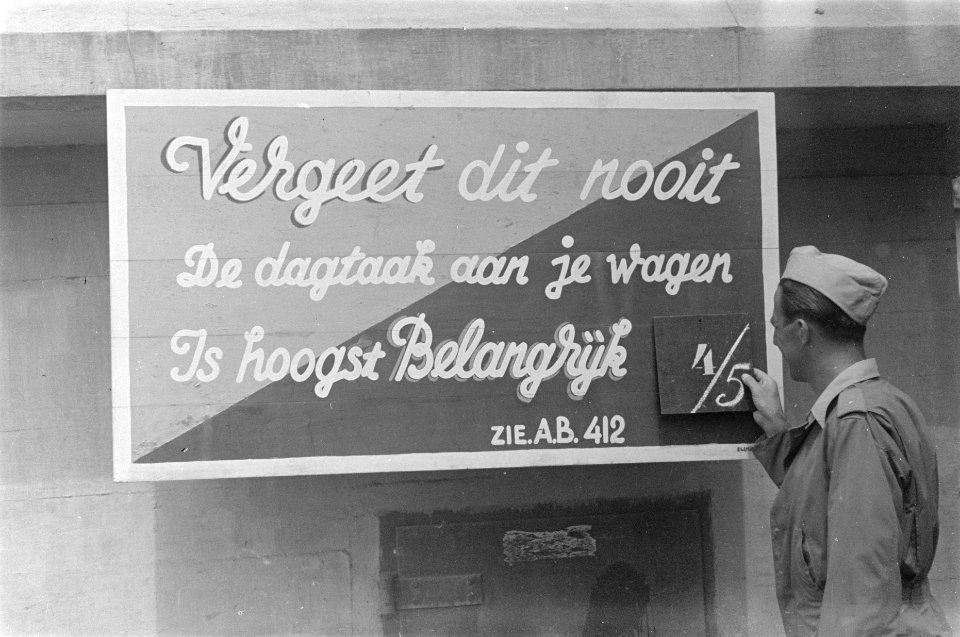 Vergeet dit nooit
De dagtaak aan je wagen
Is hoogst Belangrijk
4/5
ZIE.A.B. 412